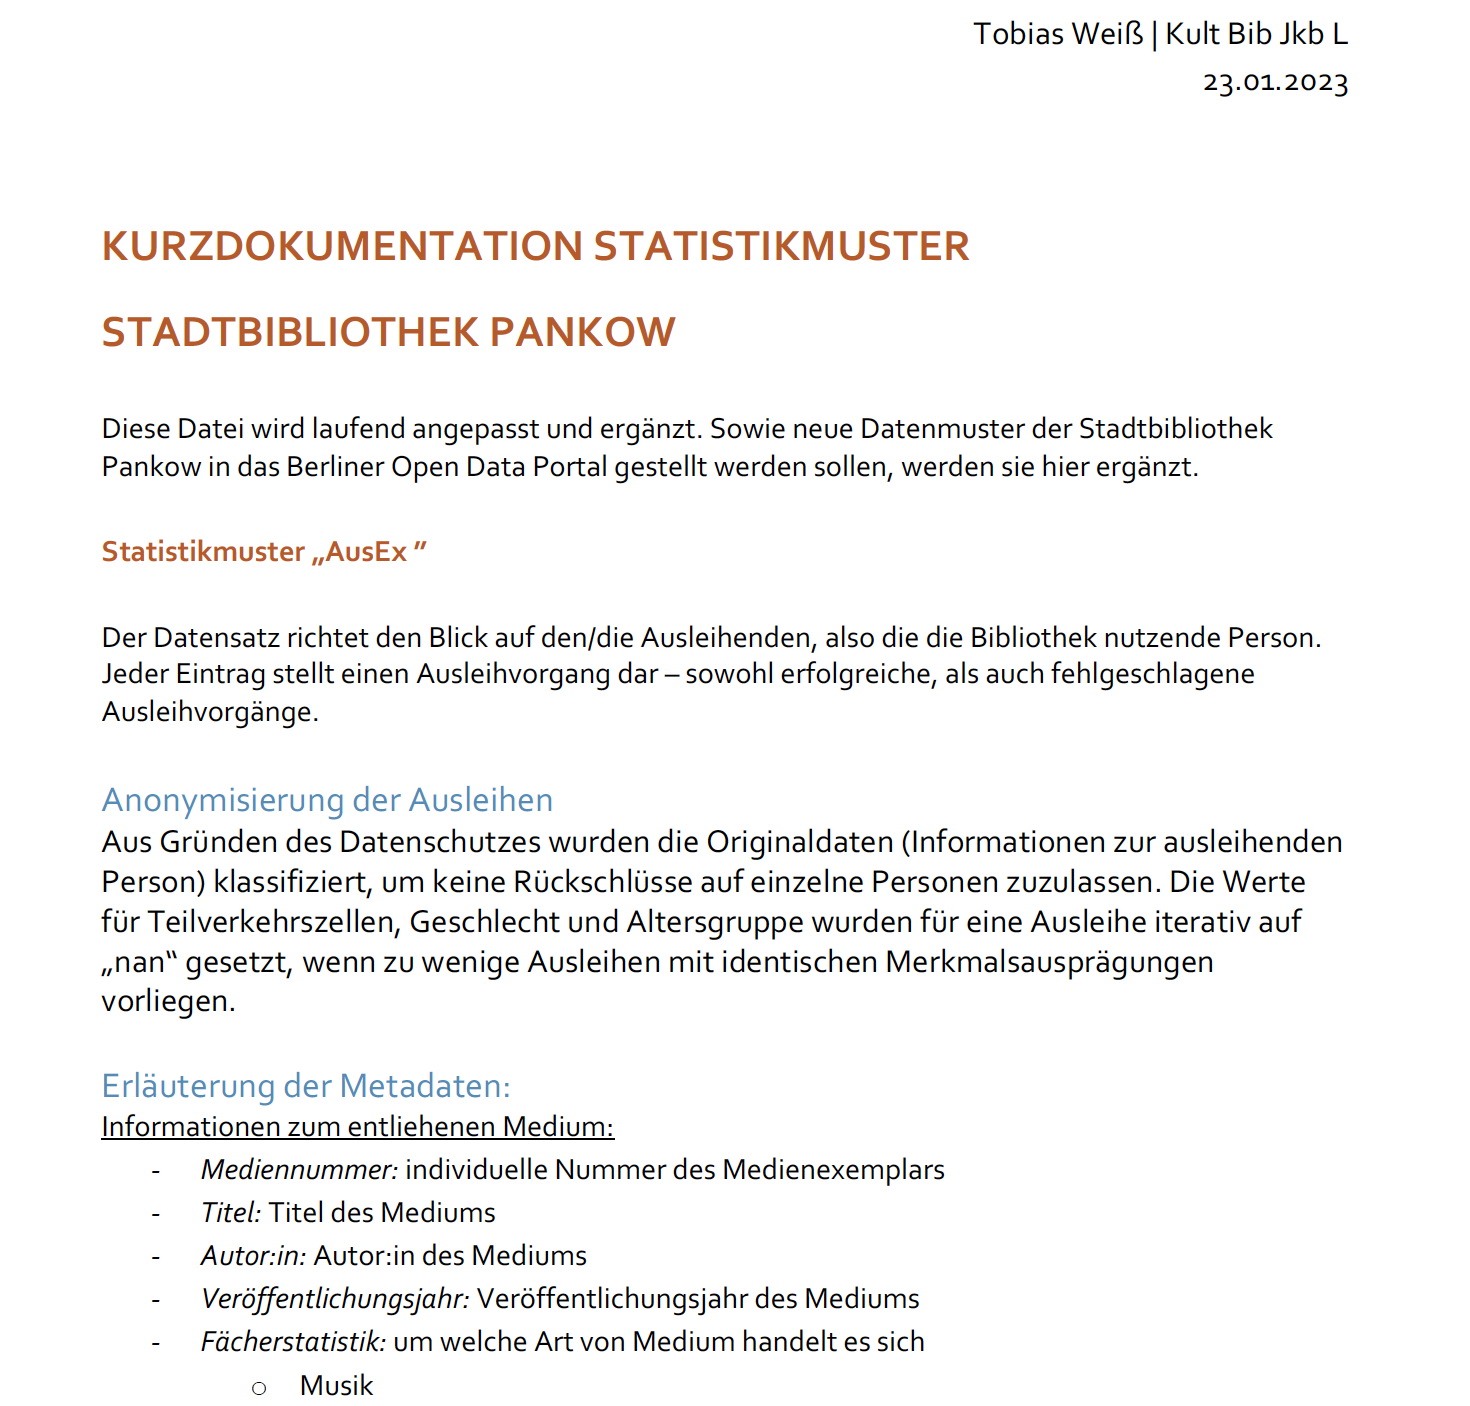 Tobias Weiß | Kult Bib Jkb L
23.01.2023
KURZDOKUMENTATION STATISTIKMUSTER
STADTBIBLIOTHEK PANKOW
Diese Datei wird laufend angepasst und ergänzt. Sowie neue Datenmuster der Stadtbibliothek
Pankow in das Berliner Open Data Portal gestellt werden sollen, werden sie hier ergänzt.
Statistikmuster „AusEx ”
Der Datensatz richtet den Blick auf den/die Ausleihenden, also die die Bibliothek nutzende Person.
Jeder Eintrag stellt einen Ausleihvorgang dar – sowohl erfolgreiche, als auch fehlgeschlagene
Ausleihvorgänge.
Anonymisierung der Ausleihen
Aus Gründen des Datenschutzes wurden die Originaldaten (Informationen zur ausleihenden
Person) klassifiziert, um keine Rückschlüsse auf einzelne Personen zuzulassen. Die Werte
für Teilverkehrszellen, Geschlecht und Altersgruppe wurden für eine Ausleihe iterativ auf
„nan“ gesetzt, wenn zu wenige Ausleihen mit identischen Merkmalsausprägungen
vorliegen.
Erläuterung der Metadaten:
Informationen zum entliehenen Medium:
- Mediennummer: individuelle Nummer des Medienexemplars
- Titel: Titel des Mediums
- Autor:in: Autor:in des Mediums
- Veröffentlichungsjahr: Veröffentlichungsjahr des Mediums
- Fächerstatistik: um welche Art von Medium handelt es sich
o Musik